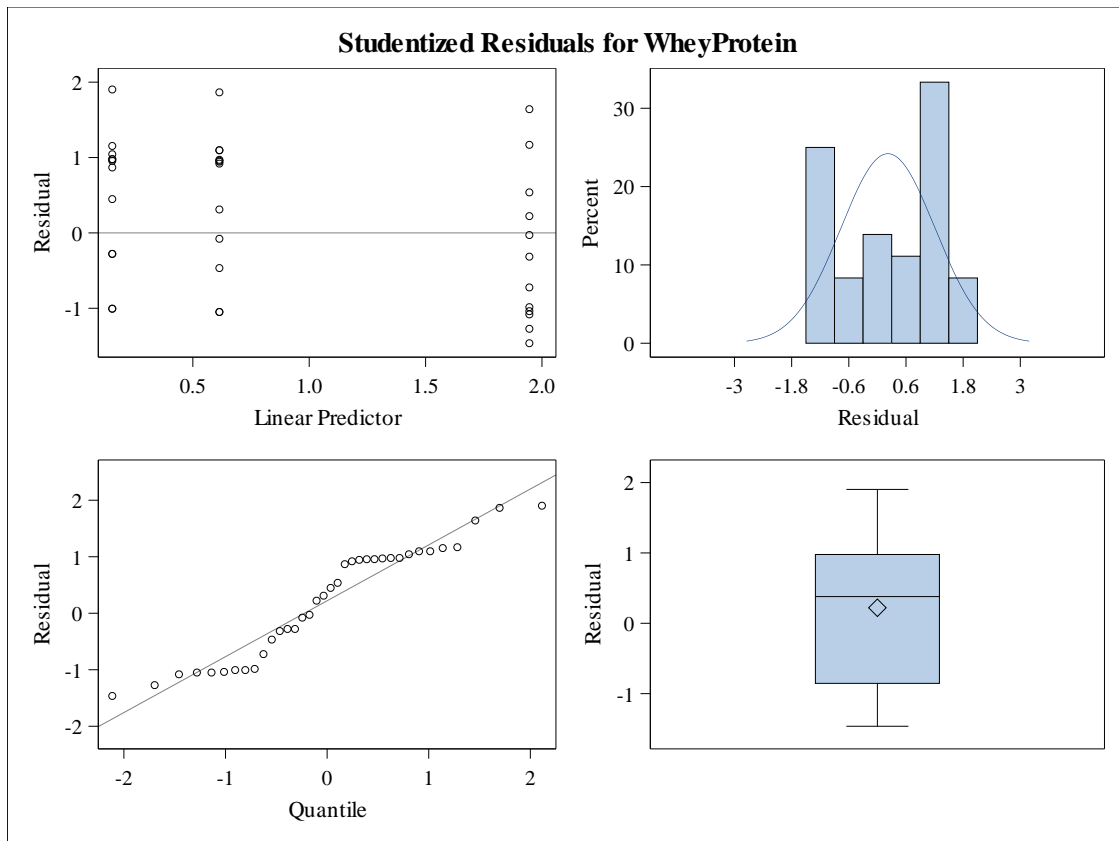 Studentized Residuals for WheyProtein
2
1
0
-1
Residual
0.5 1.0 1.5 2.0
Linear Predictor
30
20
10
0
Percent
-3 -1.8 -0.6 0.6 1.8 3
Residual
2
1
0
-1
-2
Residual
-2 -1 0 1 2
Quantile
2
1
0
-1
Residual